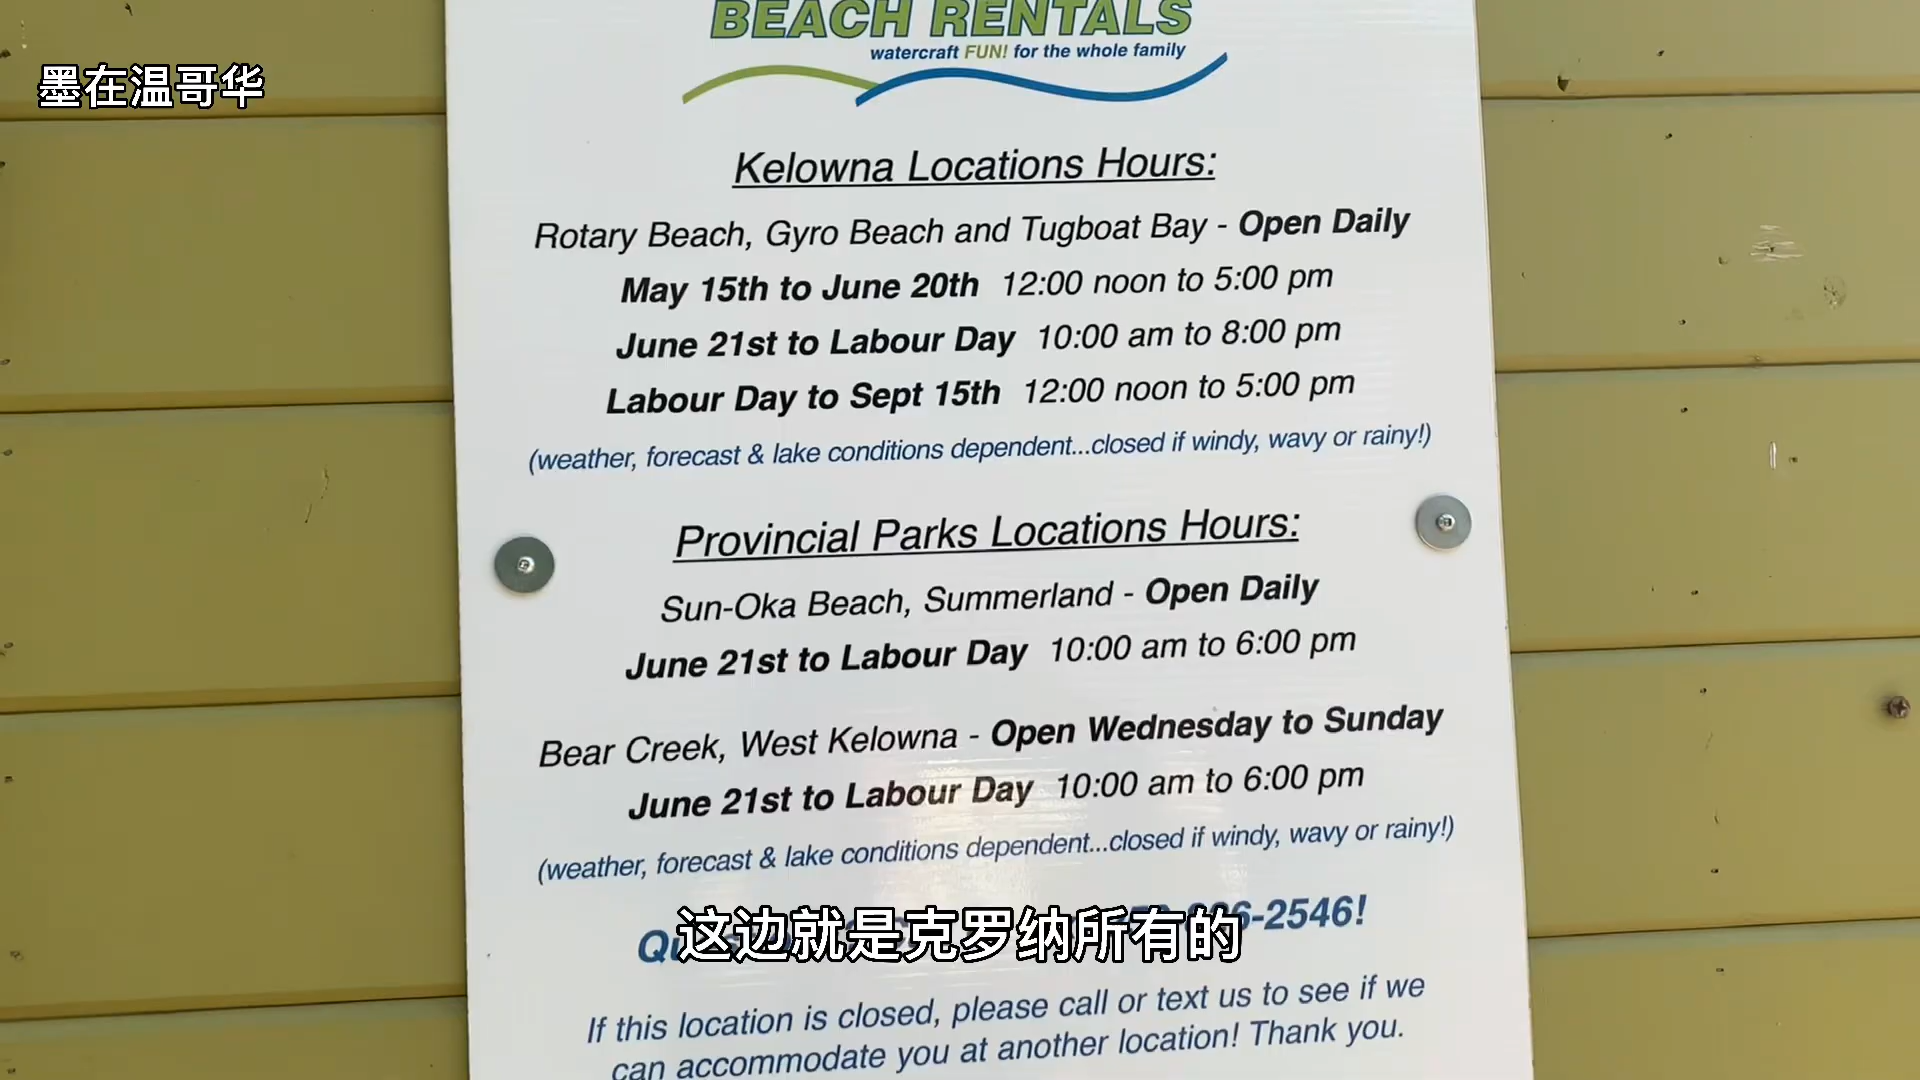 BEACH RENTALS
watercraft FUN! for the whole family
墨在温哥华
Kelowna Locations Hours:
Rotary Beach, Gyro Beach and Tugboat Bay - Open Daily
May 15th to June 20th 12:00 noon to 5:00 pm
June 21st to Labour Day 10:00 am to 8:00 pm
Labour Day to Sept 15th 12:00 noon to 5:00 pm
(weather, forecast & lake conditions dependent...closed if windy, wavy or rainy!)
Provincial Parks Locations Hours:
Sun-Oka Beach, Summerland - Open Daily
June 21st to Labour Day 10:00 am to 6:00 pm
Bear Creek, West Kelowna - Open Wednesday to Sunday
June 21st to Labour Day 10:00 am to 6:00 pm
(weather, forecast & lake conditions dependent...closed if windy, wavy or rainy!)
-2546!
这边就是克罗纳所有的
If this location is closed, please call or text us to see if we
can accommodate you at another location! Thank you.